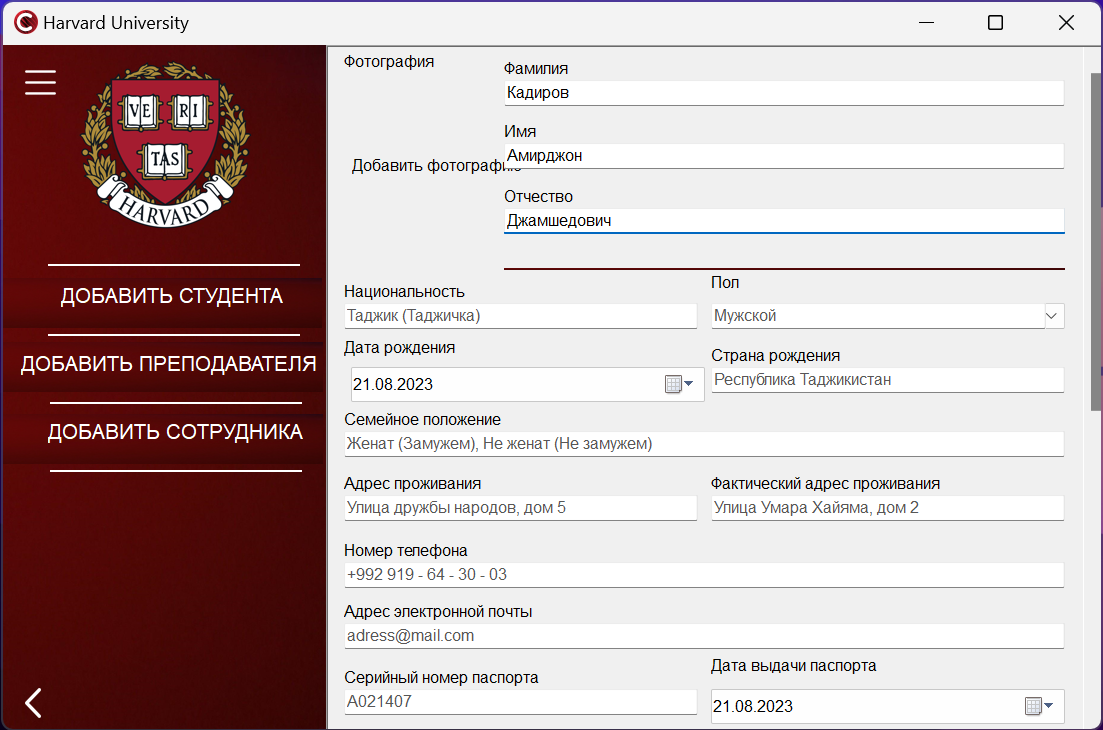 Harvard University
VE RI
TAS
HARVARD
ДОБАВИТЬ СТУДЕНТА
ДОБАВИТЬ ПРЕПОДАВАТЕЛЯ
ДОБАВИТЬ СОТРУДНИКА
Фотография
Добавить фотографию
Фамилия
Кадиров
Имя
Амирджон
Отчество
Джамшедович
Национальность
Таджик (Таджичка)
Пол
Мужской
Дата рождения
21.08.2023
Страна рождения
Республика Таджикистан
Семейное положение
Женат (Замужем), Не женат (Не замужем)
Адрес проживания
Улица дружбы народов, дом 5
Фактический адрес проживания
Улица Умара Хайяма, дом 2
Номер телефона
+992 919 - 64 - 30 - 03
Адрес электронной почты
adress@mail.com
Серийный номер паспорта
A021407
Дата выдачи паспорта
21.08.2023